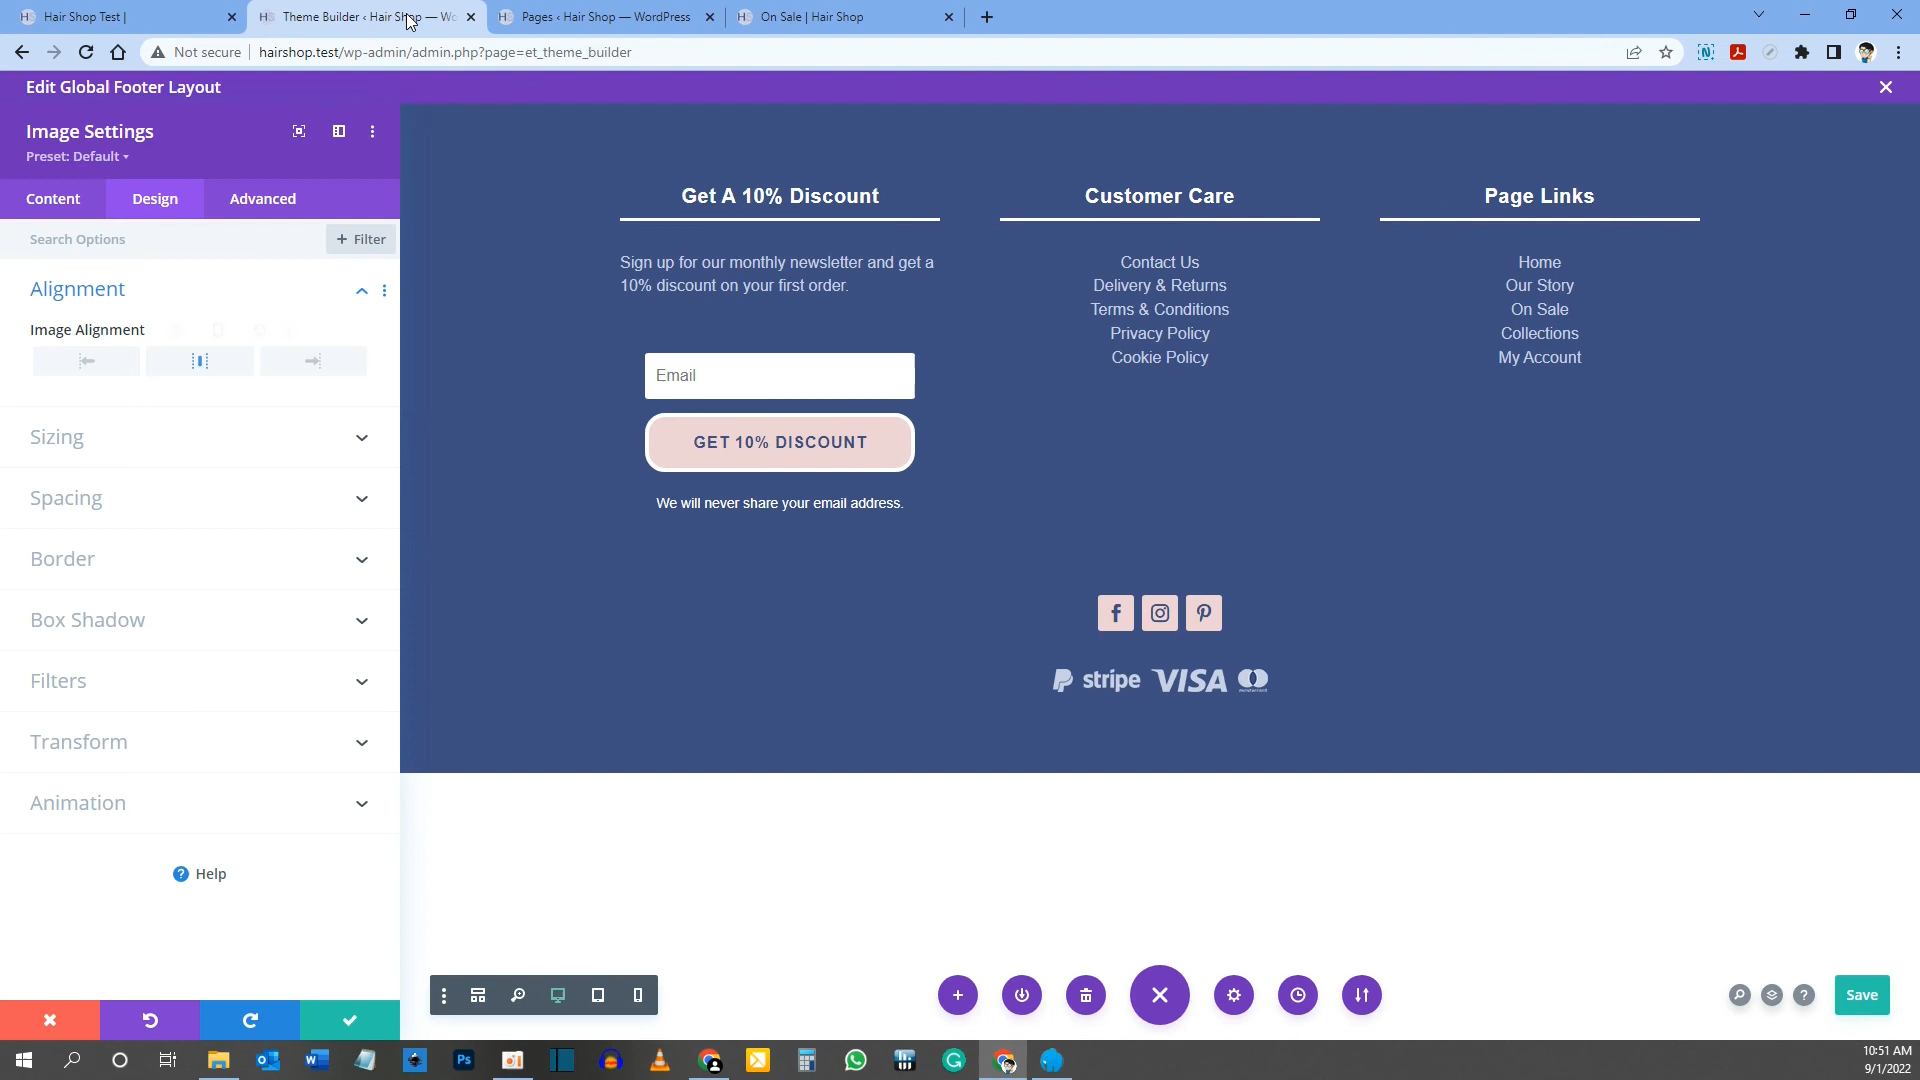 Hair Shop Test |
Theme Builder ‹ Hair Shop — Wo
Pages ‹ Hair Shop — WordPress
On Sale | Hair Shop
Not secure
hairshop.test/wp-admin/admin.php?page=et_theme_builder
Edit Global Footer Layout
Image Settings
Preset: Default
Content
Design
Advanced
Search Options
+ Filter
Alignment
Image Alignment
Sizing
Spacing
Border
Box Shadow
Filters
Transform
Animation
Help
Get A 10% Discount
Sign up for our monthly newsletter and get a
10% discount on your first order.
Email
GET 10% DISCOUNT
We will never share your email address.
Customer Care
Contact Us
Delivery & Returns
Terms & Conditions
Privacy Policy
Cookie Policy
Page Links
Home
Our Story
On Sale
Collections
My Account
stripe VISA
Save
10:51 AM
9/1/2022